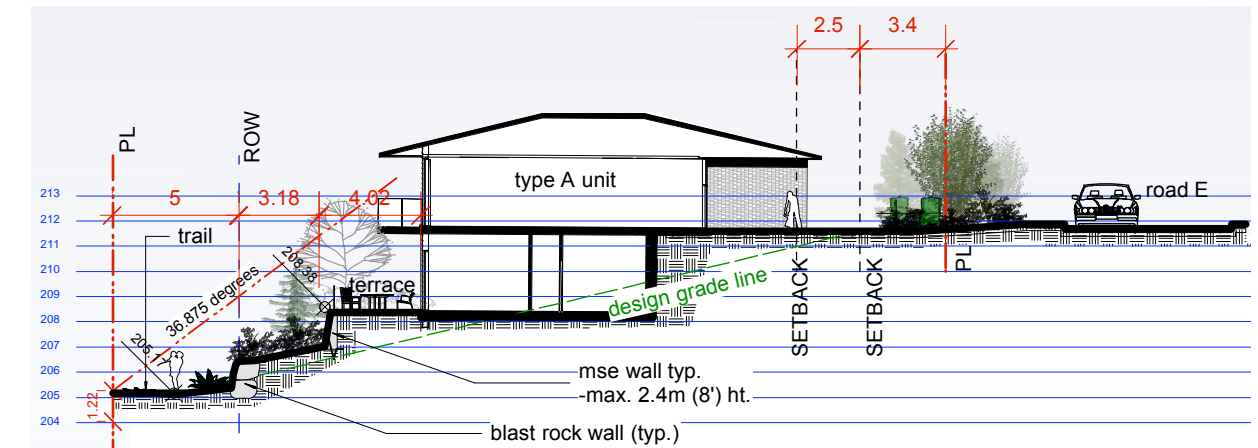 2.5
3.4
PL
ROW
type A unit
213
5
3.18
4.02
road E
212
trail
211
210
36.875 degrees
208.38
terrace
PL
209
design grade line
208
SETBACK
SETBACK
207
205.17
206
mse wall typ.
-max. 2.4m (8') ht.
205
1.22
204
blast rock wall (typ.)